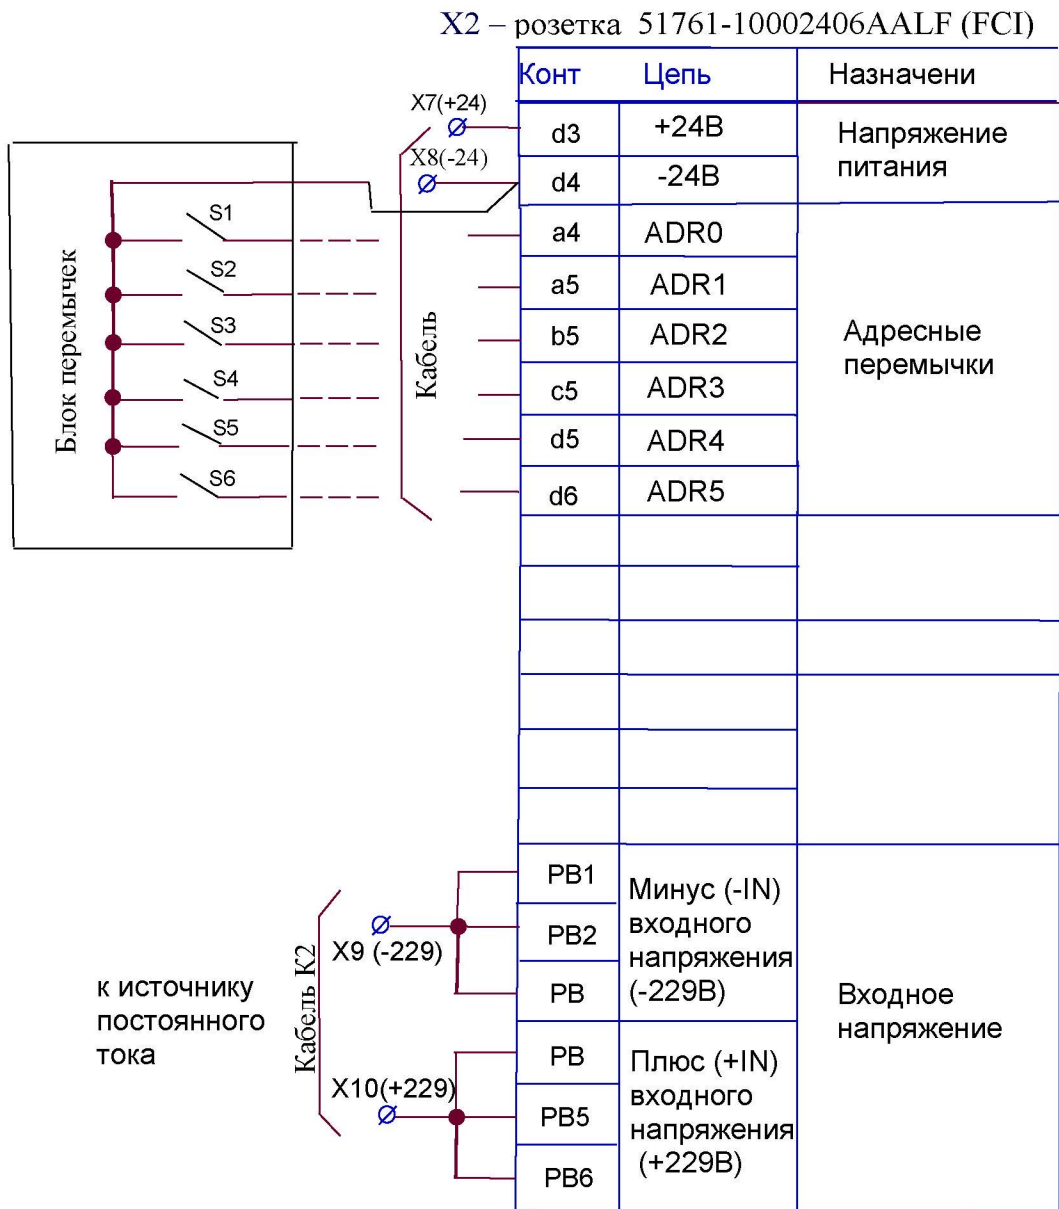 X2 – розетка 51761-10002406AALF (FCI)
Конт Цепь Назначени
X7(+24)
d3 +24В Напряжение
питания
X8(-24)
d4 -24В
S1
a4 ADR0
S2
a5 ADR1
S3
b5 ADR2
Адресные
перемычки
S4
c5 ADR3
S5
d5 ADR4
S6
d6 ADR5
Блок перемычек
Кабель
PB1
PB2
PB
Минус (-IN)
входного
напряжения
(-229В)
X9 (-229)
Кабель К2
к источнику
постоянного
тока
Входное
напряжение
X10(+229)
PB
PB5
PB6
Плюс (+IN)
входного
напряжения
(+229В)